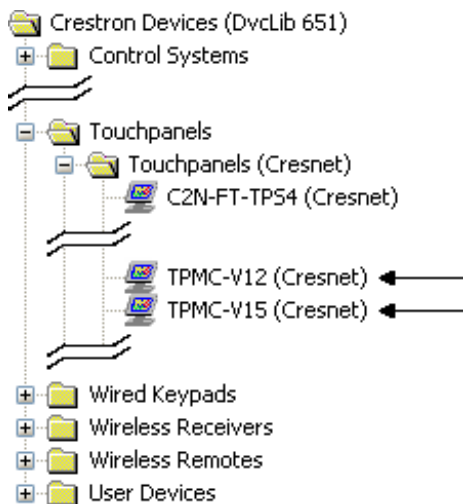 Crestron Devices (DvcLib 651)
Control Systems
Touchpanels
Touchpanels (Cresnet)
C2N-FT-TPS4 (Cresnet)
TPMC-V12 (Cresnet)
TPMC-V15 (Cresnet)
Wired Keypads
Wireless Receivers
Wireless Remotes
User Devices